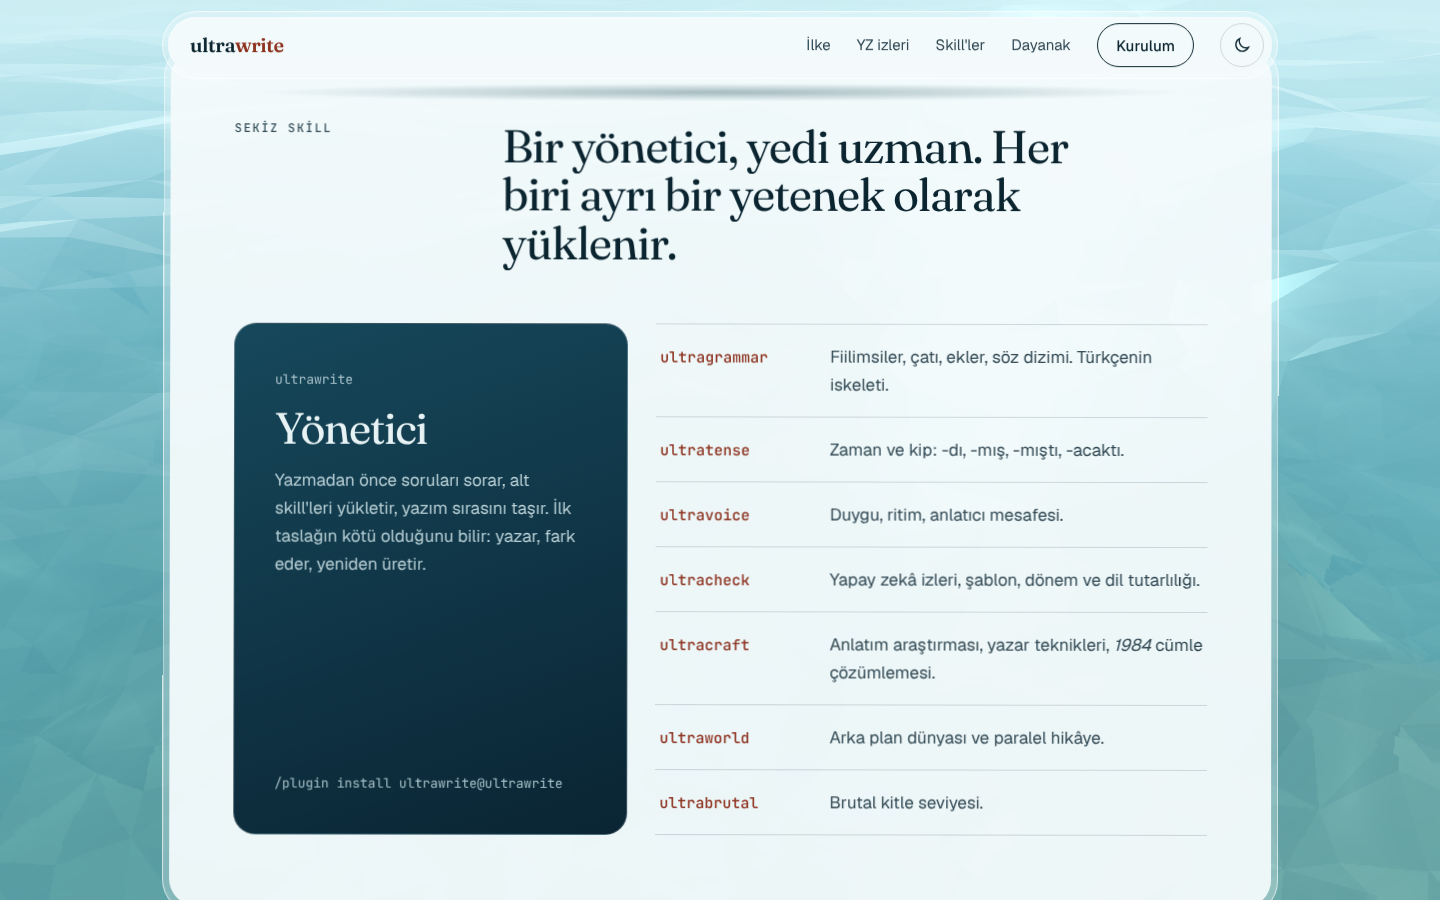 ultrawrite
İlke
YZ izleri
Skill'ler
Dayanak
Kurulum
SEKİZ SKİLL
Bir yönetici, yedi uzman. Her
biri ayrı bir yetenek olarak
yüklenir.
ultrawrite
Yönetici
Yazmadan önce soruları sorar, alt
skill'leri yükletir, yazım sırasını taşır. İlk
taslağın kötü olduğunu bilir: yazar, fark
eder, yeniden üretir.
/plugin install ultrawrite@ultrawrite
ultragrammar
Fiilimsiler, çatı, ekler, söz dizimi. Türkçenin
iskeleti.
ultratense
Zaman ve kip: -dı, -mış, -mıştı, -acaktı.
ultravoice
Duygu, ritim, anlatıcı mesafesi.
ultracheck
Yapay zekâ izleri, şablon, dönem ve dil tutarlılığı.
ultracraft
Anlatım araştırması, yazar teknikleri, 1984 cümle
çözümlemesi.
ultraworld
Arka plan dünyası ve paralel hikâye.
ultrabrutal
Brutal kitle seviyesi.